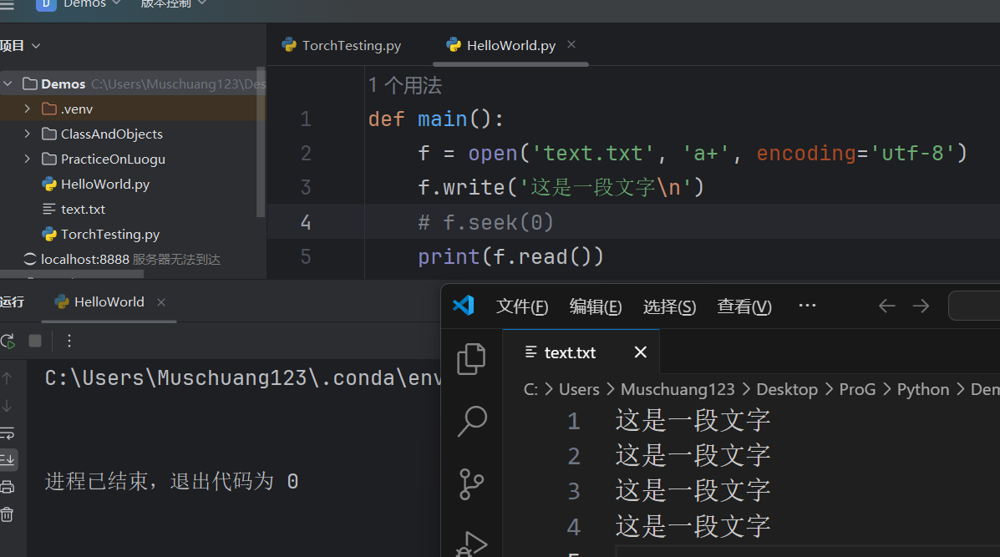 D Demos 版本控制
项目
TorchTesting.py HelloWorld.py
Demos C:\Users\Muschuang123\Des
.venv
ClassAndObjects
PracticeOnLuogu
HelloWorld.py
text.txt
TorchTesting.py
localhost:8888 服务器无法到达
1 个用法
1 def main():
2 f = open('text.txt', 'a+', encoding='utf-8')
3 f.write('这是一段文字\n')
4 # f.seek(0)
5 print(f.read())
运行 HelloWorld
C:\Users\Muschuang123\.conda\env
进程已结束，退出代码为 0
文件(F) 编辑(E) 选择(S) 查看(V) ···
text.txt
C: > Users > Muschuang123 > Desktop > ProG > Python > Dem
1 这是一段文字
2 这是一段文字
3 这是一段文字
4 这是一段文字